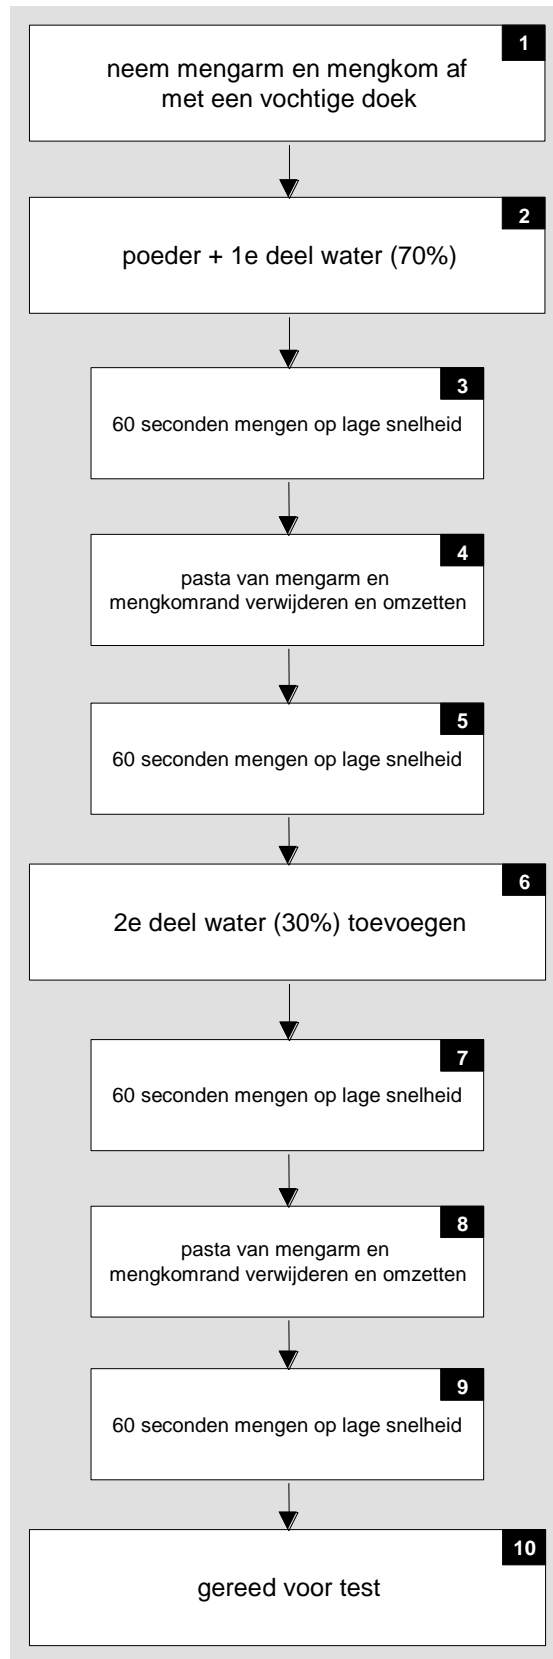 1
neem mengarm en mengkom af
met een vochtige doek
2
poeder + 1e deel water (70%)
3
60 seconden mengen op lage snelheid
4
pasta van mengarm en
mengkomrand verwijderen en omzetten
5
60 seconden mengen op lage snelheid
6
2e deel water (30%) toevoegen
7
60 seconden mengen op lage snelheid
8
pasta van mengarm en
mengkomrand verwijderen en omzetten
9
60 seconden mengen op lage snelheid
10
gereed voor test